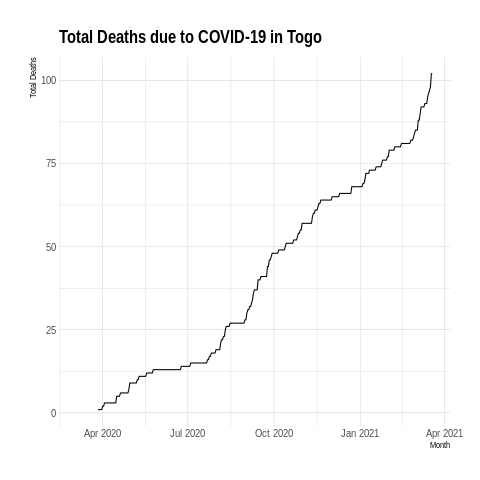 Total Deaths due to COVID-19 in Togo
Total Deaths
100
75
50
25
0
Apr 2020
Jul 2020
Oct 2020
Jan 2021
Apr 2021
Month